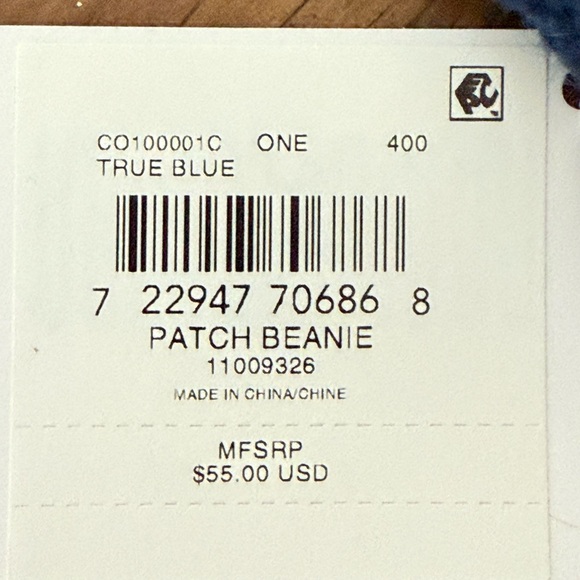 CO100001C ONE 400
TRUE BLUE
7 22947 70686 8
PATCH BEANIE
11009326
MADE IN CHINA/CHINE
MFSRP
$55.00 USD